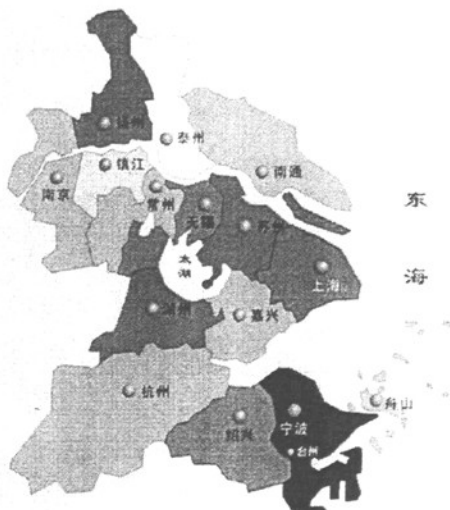 扬州
泰州
镇江
南通
南京
常州
东
无锡
苏州
太
湖
海
上海
湖州
嘉兴
杭州
舟山
绍兴
宁波
台州